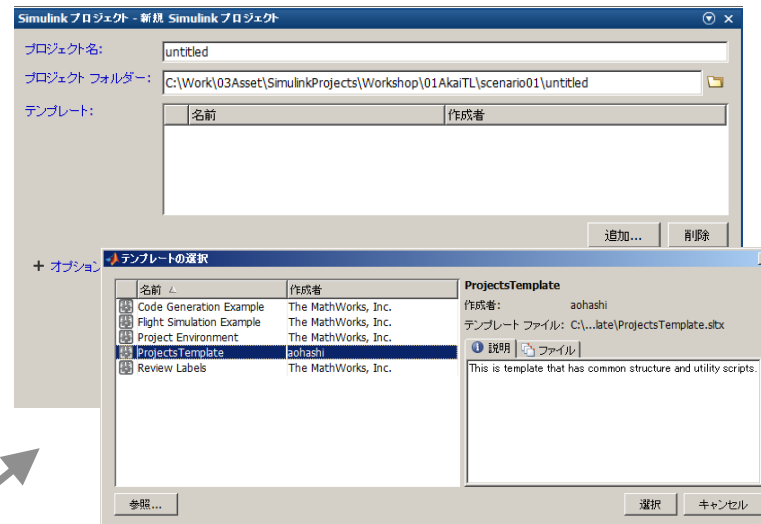 Simulink プロジェクト - 新規 Simulink プロジェクト
プロジェクト名:
untitled
プロジェクト フォルダー:
C:\Work\03Asset\SimulinkProjects\Workshop\01AkaiTL\scenario01\untitled
テンプレート:
名前 作成者
追加... 削除
+ オプション
テンプレートの選択
名前 作成者
Code Generation Example The MathWorks, Inc.
Flight Simulation Example The MathWorks, Inc.
Project Environment The MathWorks, Inc.
ProjectsTemplate aohashi
Review Labels The MathWorks, Inc.
ProjectsTemplate
作成者: aohashi
テンプレート ファイル: C:\...late\ProjectsTemplate.sltx
説明 ファイル
This is template that has common structure and utility scripts.
参照... 選択 キャンセル